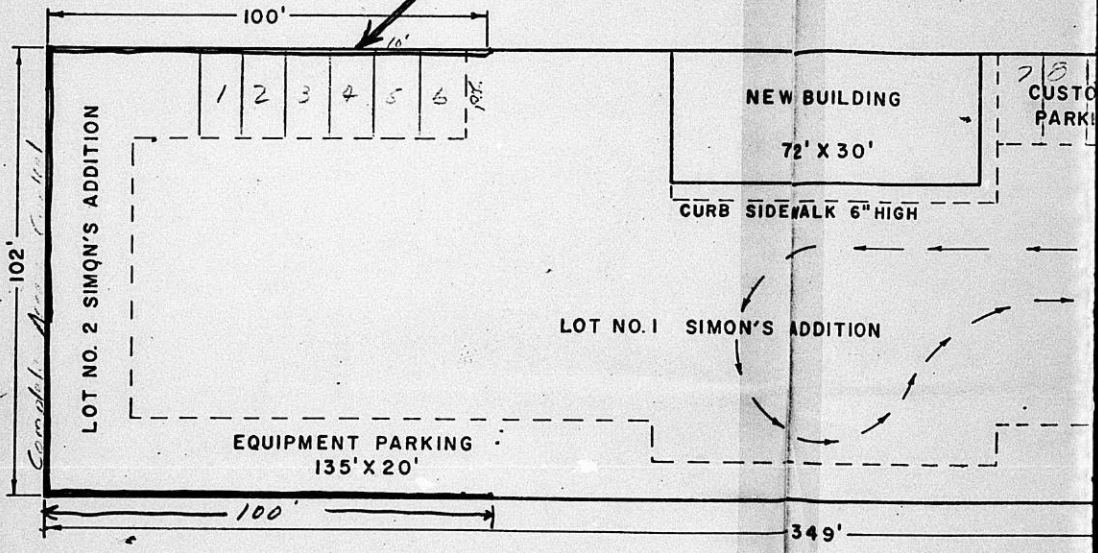 100'
10'
1 2 3 4 5 6
NEW BUILDING
72' X 30'
7 8
CUSTO
PARKI
CURB SIDEWALK 6" HIGH
102'
LOT NO. 2 SIMON'S ADDITION
LOT NO. 1 SIMON'S ADDITION
EQUIPMENT PARKING
135' X 20'
100'
349'